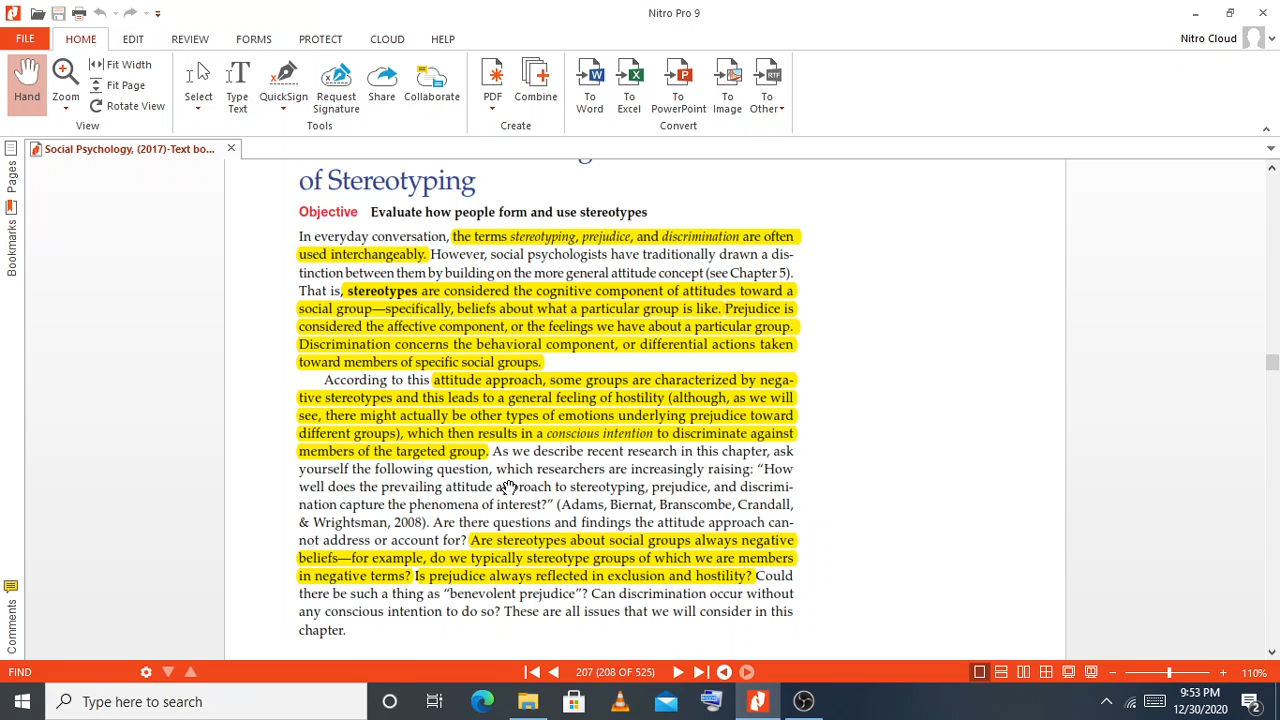 Nitro Pro 9
FILE HOME EDIT REVIEW FORMS PROTECT CLOUD HELP
Nitro Cloud
Hand
Zoom
Fit Width
Fit Page
Rotate View
View
Select
Type Text
QuickSign
Request Signature
Share
Collaborate
Tools
PDF
Combine
Create
To Word
To Excel
To PowerPoint
To Image
To Other
Convert
Social Psychology, (2017)-Text bo...
Pages
Bookmarks
Comments
of Stereotyping
Objective Evaluate how people form and use stereotypes
In everyday conversation, the terms stereotyping, prejudice, and discrimination are often
used interchangeably. However, social psychologists have traditionally drawn a dis-
tinction between them by building on the more general attitude concept (see Chapter 5).
That is, stereotypes are considered the cognitive component of attitudes toward a
social group—specifically, beliefs about what a particular group is like. Prejudice is
considered the affective component, or the feelings we have about a particular group.
Discrimination concerns the behavioral component, or differential actions taken
toward members of specific social groups.
According to this attitude approach, some groups are characterized by nega-
tive stereotypes and this leads to a general feeling of hostility (although, as we will
see, there might actually be other types of emotions underlying prejudice toward
different groups), which then results in a conscious intention to discriminate against
members of the targeted group. As we describe recent research in this chapter, ask
yourself the following question, which researchers are increasingly raising: “How
well does the prevailing attitude approach to stereotyping, prejudice, and discrimi-
nation capture the phenomena of interest?” (Adams, Biernat, Branscombe, Crandall,
& Wrightsman, 2008). Are there questions and findings the attitude approach can-
not address or account for? Are stereotypes about social groups always negative
beliefs—for example, do we typically stereotype groups of which we are members
in negative terms? Is prejudice always reflected in exclusion and hostility? Could
there be such a thing as “benevolent prejudice”? Can discrimination occur without
any conscious intention to do so? These are all issues that we will consider in this
chapter.
FIND
207 (208 OF 525)
110%
Type here to search
9:53 PM
12/30/2020
2